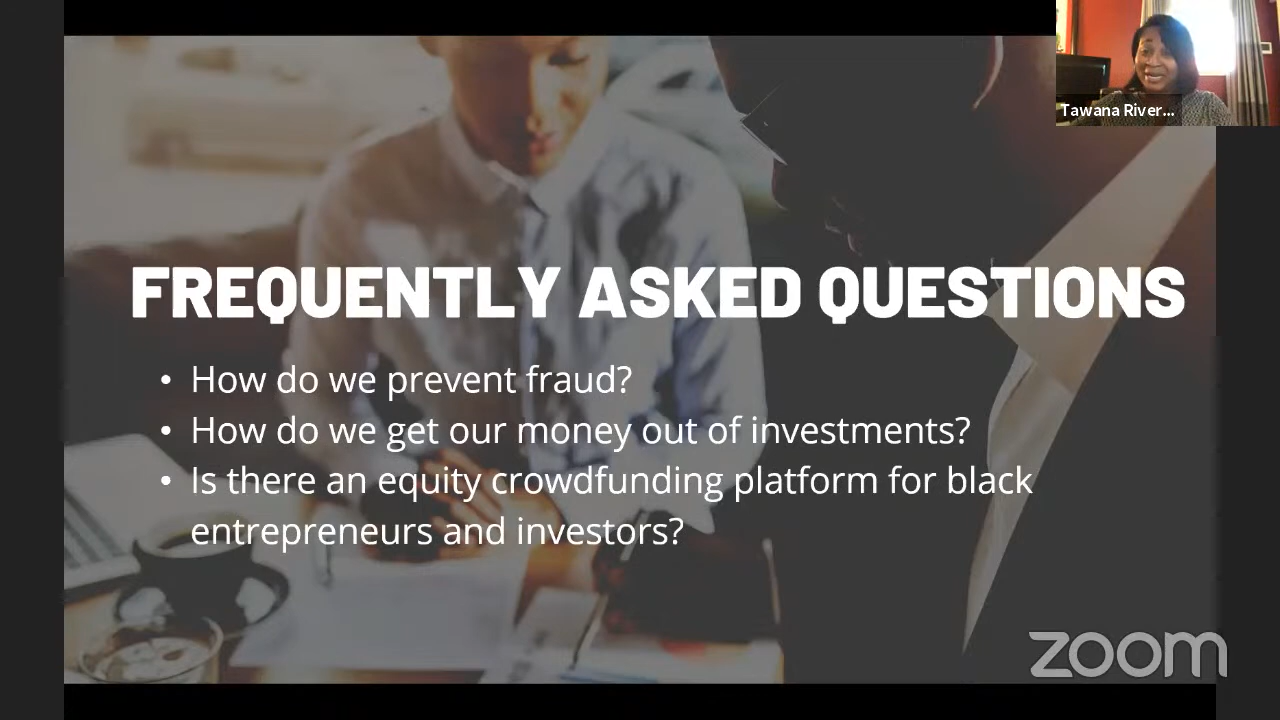 Tawana River...
FREQUENTLY ASKED QUESTIONS
• How do we prevent fraud?
• How do we get our money out of investments?
• Is there an equity crowdfunding platform for black
entrepreneurs and investors?
zoom